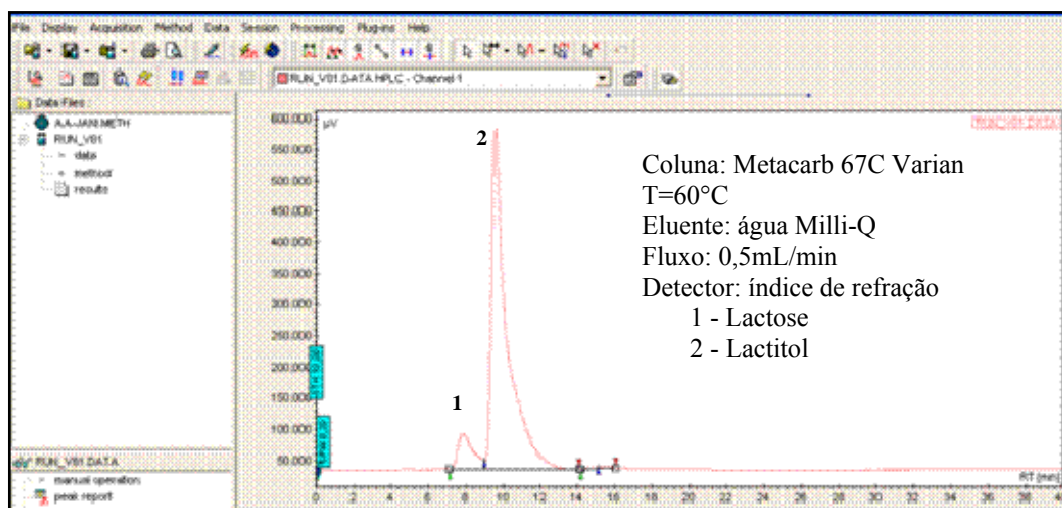 File Display Acquisition Method Data Session Processing Plug-ins Help
RUN_V01.DATA.HPLC - Channel 1
Data Files :
A.A-JAN.METH
RUN_V01
data
method
results
RUN_V01.DATA
manual operation
peak report
RUN_V01.DATA
µV
600.000
550.000
500.000
450.000
400.000
350.000
300.000
250.000
200.000
150.000
100.000
50.000
2
1
Coluna: Metacarb 67C Varian
T=60°C
Eluente: água Milli-Q
Fluxo: 0,5mL/min
Detector: índice de refração
1 - Lactose
2 - Lactitol
RT [min]
0 2 4 6 8 10 12 14 16 18 20 22 24 26 28 30 32 34 36 38